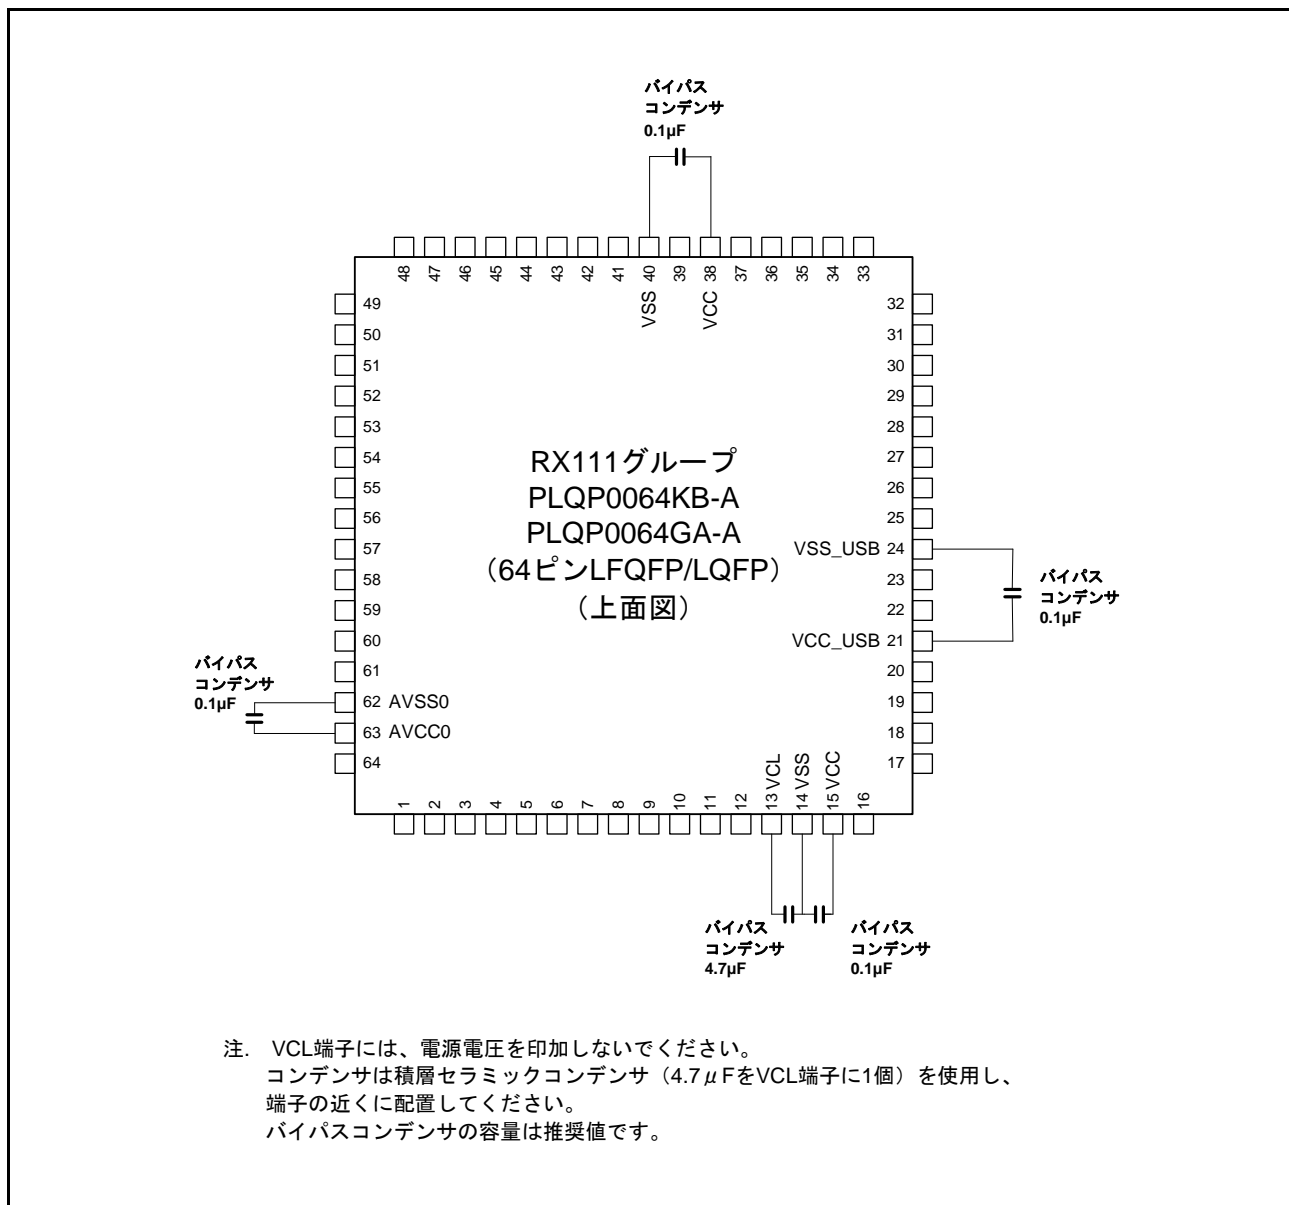 バイパス
コンデンサ
0.1µF
48 47 46 45 44 43 42 41 40 39 38 37 36 35 34 33
VSS VCC
49
50
51
52
53
54
55
56
57
58
59
60
61
62 AVSS0
63 AVCC0
64
32
31
30
29
28
27
26
25
VSS_USB 24
23
22
VCC_USB 21
20
19
18
17
RX111グループ
PLQP0064KB-A
PLQP0064GA-A
（64ピンLFQFP/LQFP）
（上面図）
バイパス
コンデンサ
0.1µF
バイパス
コンデンサ
0.1µF
1 2 3 4 5 6 7 8 9 10 11 12 13 VCL 14 VSS 15 VCC 16
バイパス
コンデンサ
4.7µF
バイパス
コンデンサ
0.1µF
注. VCL端子には、電源電圧を印加しないでください。
コンデンサは積層セラミックコンデンサ（4.7μFをVCL端子に1個）を使用し、
端子の近くに配置してください。
バイパスコンデンサの容量は推奨値です。